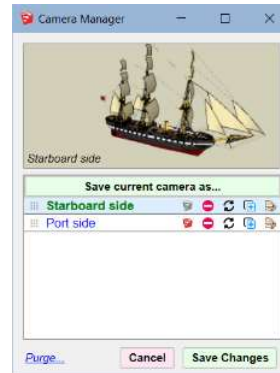 Camera Manager
Starboard side
Save current camera as...
Starboard side
Port side
Purge...
Cancel
Save Changes